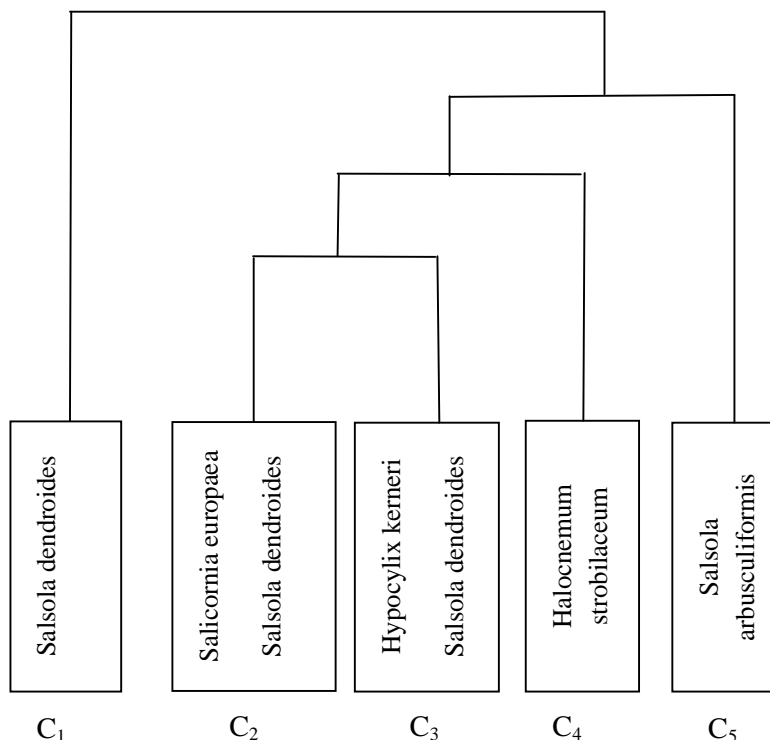 Salsola dendroides
Salicornia europaea
Salsola dendroides
Hypocylix kerneri
Salsola dendroides
Halocnemum
strobilaceum
Salsola
arbusculiformis
C₁
C₂
C₃
C₄
C₅